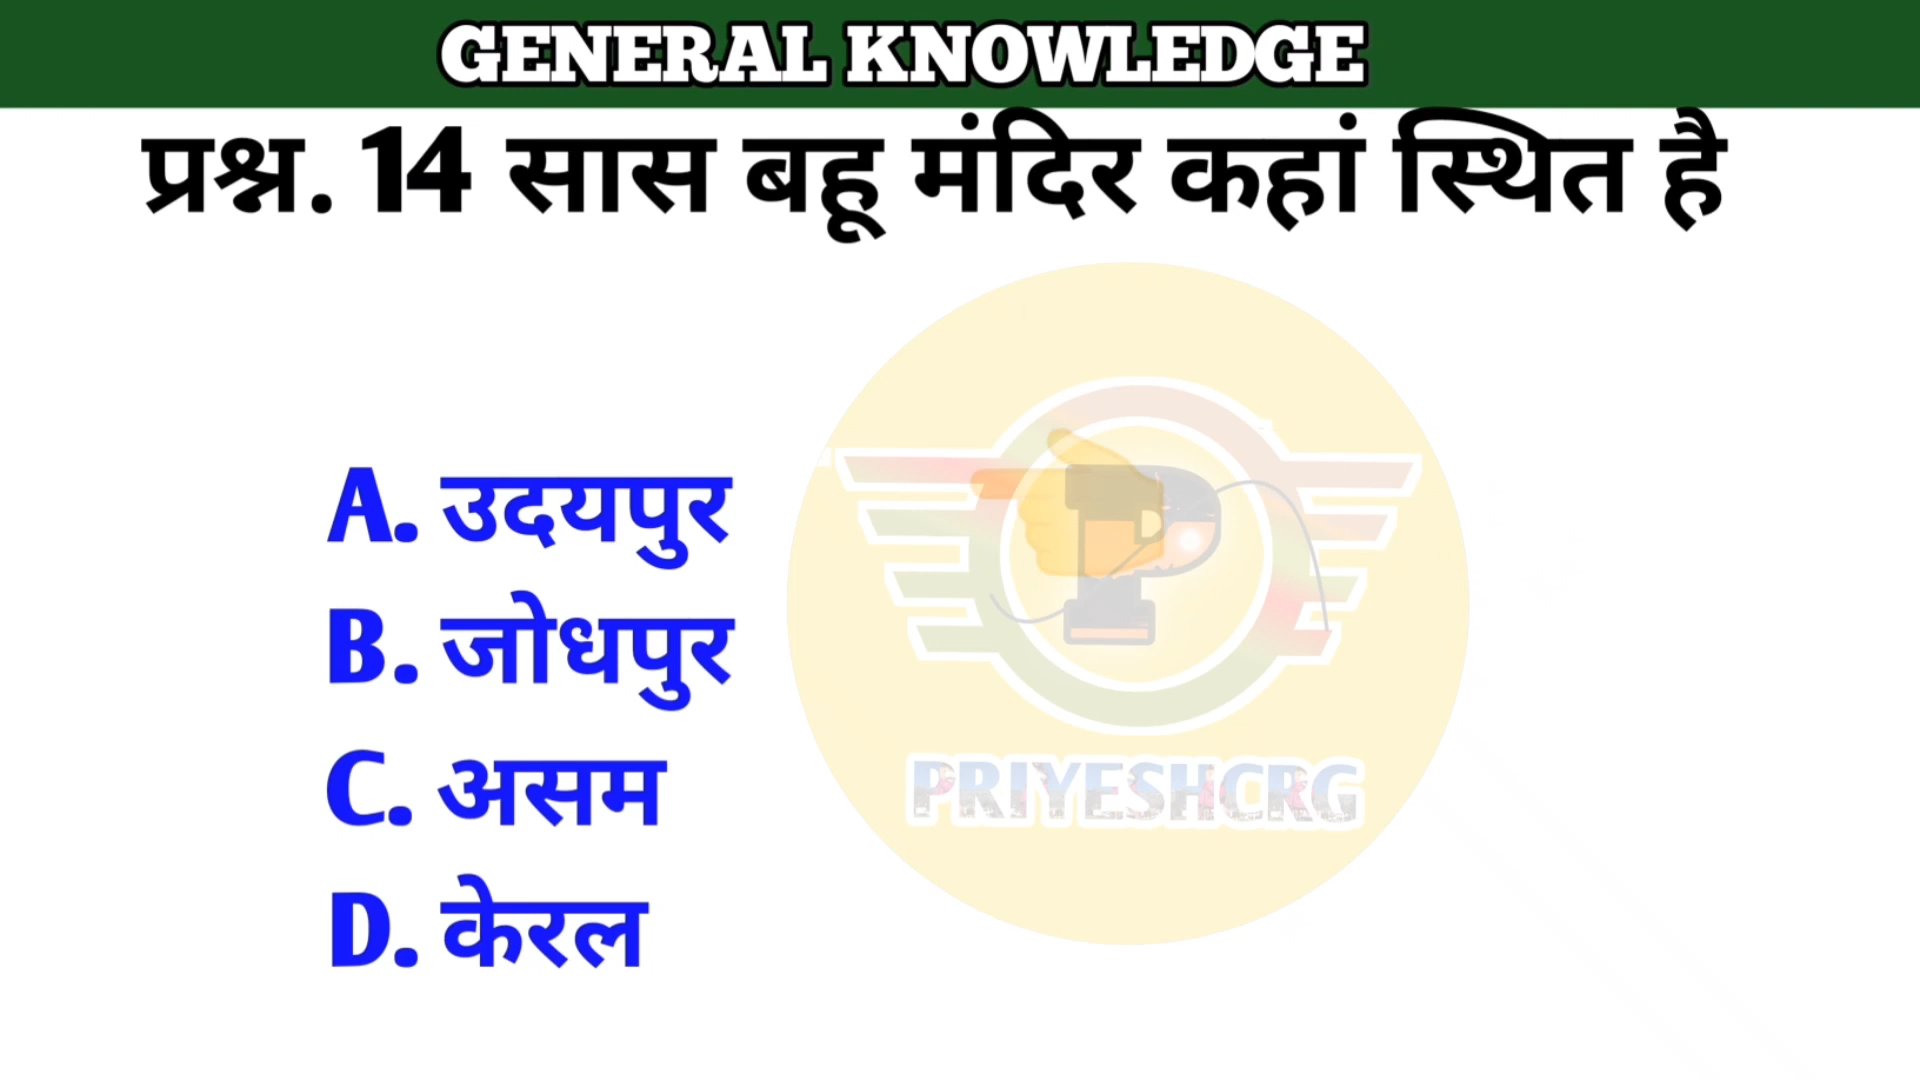 GENERAL KNOWLEDGE
प्रश्न. 14 सास बहू मंदिर कहां स्थित है
A. उदयपुर
B. जोधपुर
C. असम
D. केरल
P
PRIYESHCRG